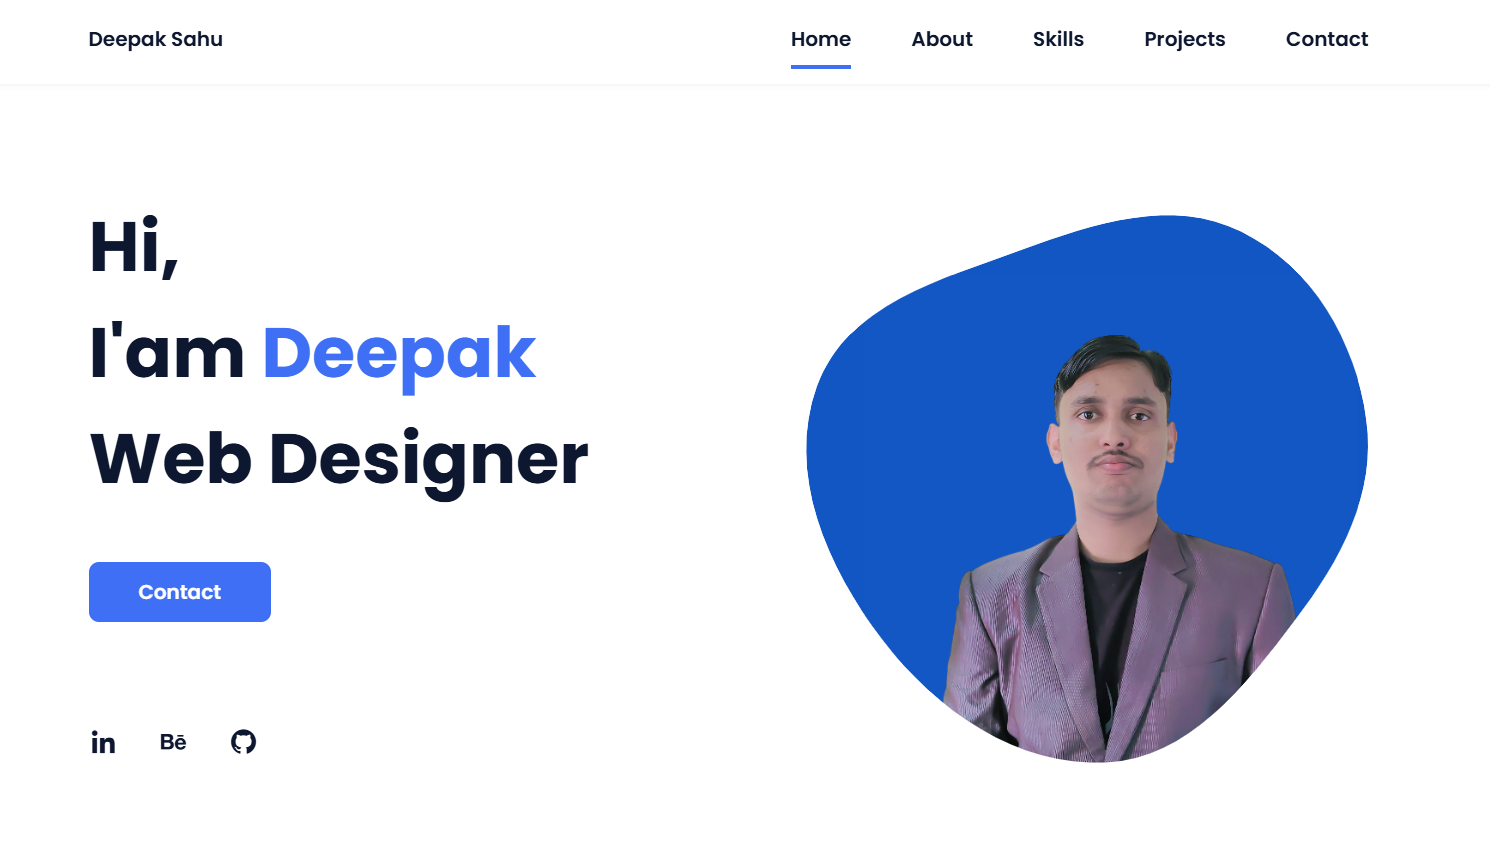 Deepak Sahu
Home About Skills Projects Contact
Hi,
I'am Deepak
Web Designer
Contact
in Bē